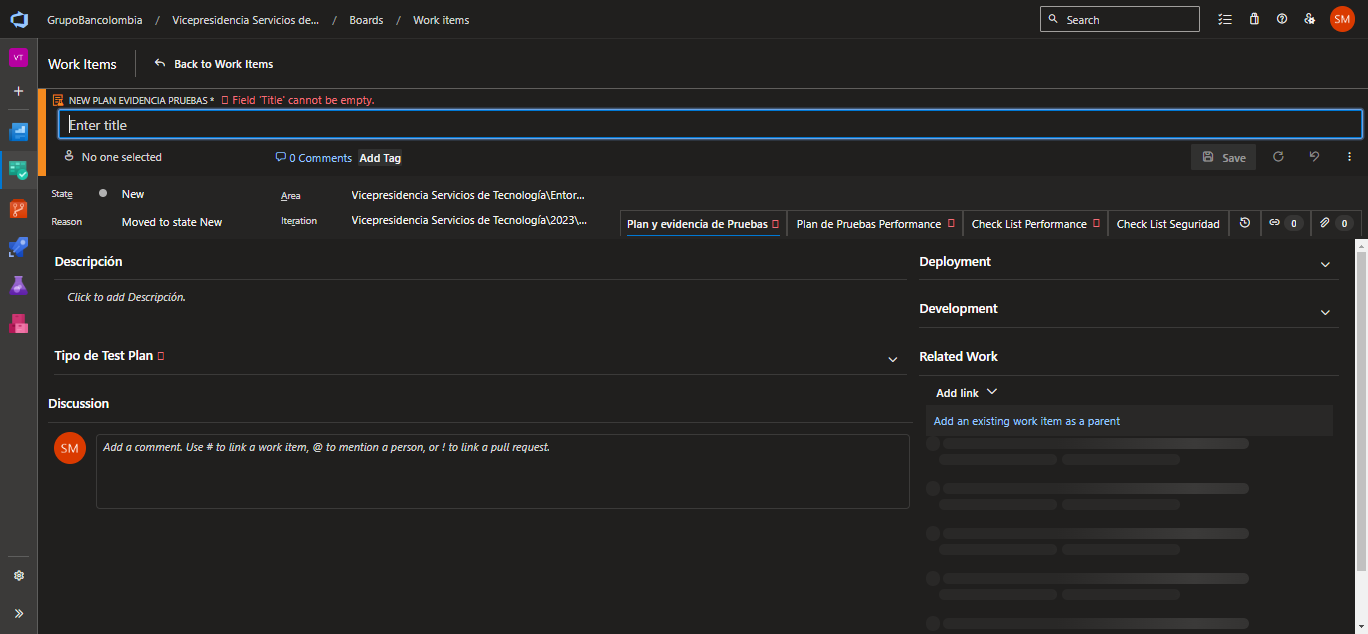 GrupoBancolombia / Vicepresidencia Servicios de... / Boards / Work items
Search
SM
VT
Work Items
Back to Work Items
NEW PLAN EVIDENCIA PRUEBAS * Field 'Title' cannot be empty.
Enter title
No one selected
0 Comments
Add Tag
Save
State
New
Area
Vicepresidencia Servicios de Tecnología\Entor...
Reason
Moved to state New
Iteration
Vicepresidencia Servicios de Tecnología\2023\...
Plan y evidencia de Pruebas
Plan de Pruebas Performance
Check List Performance
Check List Seguridad
0
0
Descripción
Click to add Descripción.
Tipo de Test Plan
Discussion
SM
Add a comment. Use # to link a work item, @ to mention a person, or ! to link a pull request.
Deployment
Development
Related Work
Add link
Add an existing work item as a parent